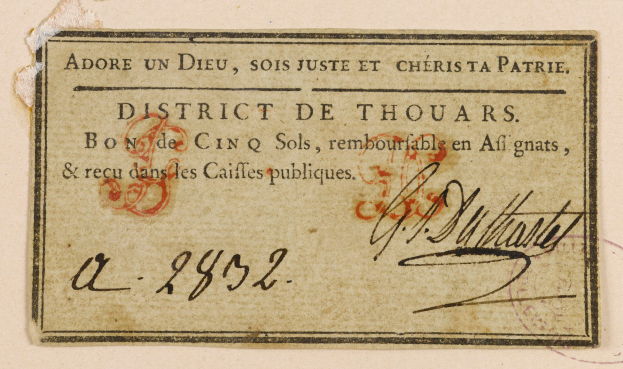 ADORE UN DIEU, SOIS JUSTE ET CHÉRIS TA PATRIE.
DISTRICT DE THOUARS.
BON de CINQ Sols, remboursable en Assignats,
& reçu dans les Caisses publiques.
a. 2832.